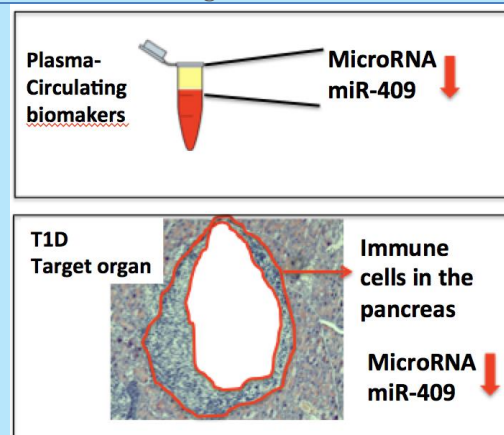 Plasma-
Circulating
biomakers
MicroRNA
miR-409
T1D
Target organ
Immune
cells in the
pancreas
MicroRNA
miR-409